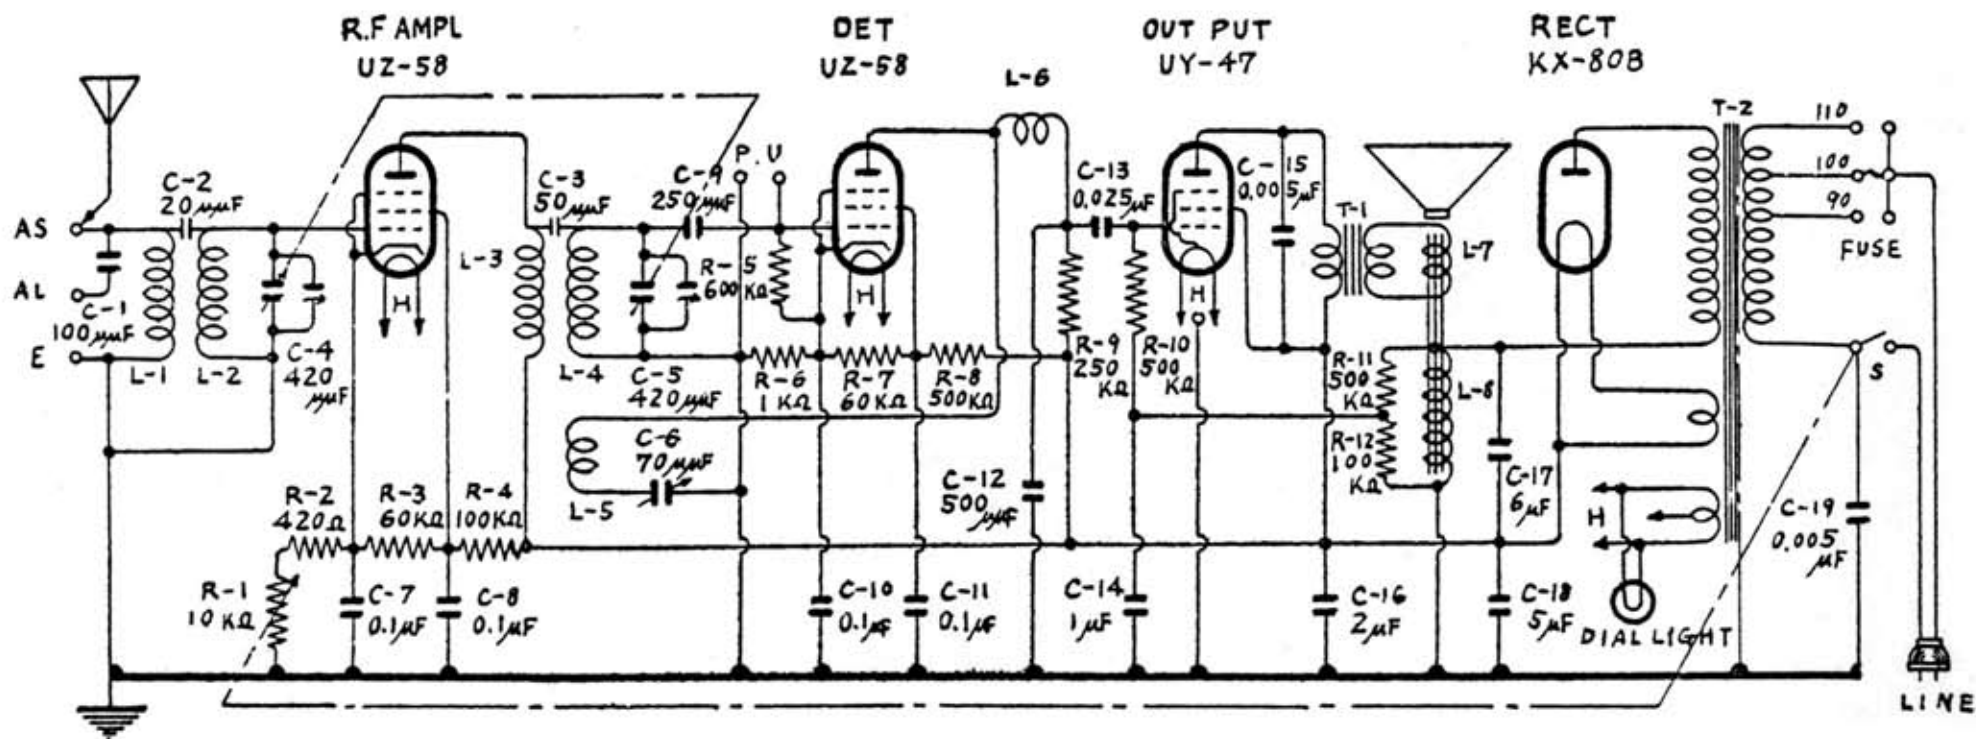 R.F AMPL
UZ-58
DET
UZ-58
OUT PUT
UY-47
RECT
KX-80B
L-6
T-2
110
100
90
FUSE
P.U
C-2
20μμF
C-3
50μμF
C-9
250μμF
C-13
0.025μF
C-15
0.005μF
T-1
AS
AL
E
C-1
100μμF
L-1
L-2
C-4
420
μμF
H
L-3
L-4
R-5
600
KΩ
C-5
420μμF
H
R-6
1KΩ
R-7
60KΩ
R-8
500KΩ
R-9
250
KΩ
R-10
500
KΩ
H
R-11
500
KΩ
R-12
100
KΩ
L-7
L-8
S
C-6
70μμF
L-5
C-12
500
μμF
C-17
6μF
H
C-19
0.005
μF
R-2
420Ω
R-3
60KΩ
R-4
100KΩ
R-1
10KΩ
C-7
0.1μF
C-8
0.1μF
C-10
0.1μF
C-11
0.1μF
C-14
1μF
C-16
2μF
C-18
5μF
DIAL LIGHT
LINE